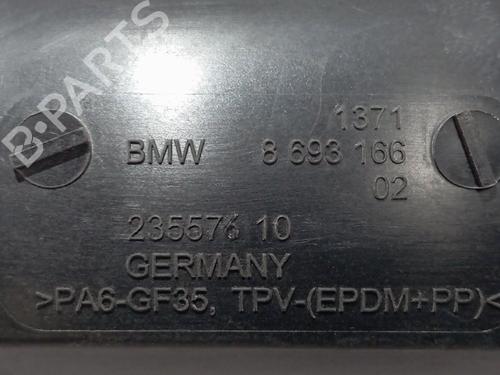 B-PARTS
1371
BMW 8 693 166
02
235576 10
GERMANY
>PA6-GF35, TPV-(EPDM+PP)<